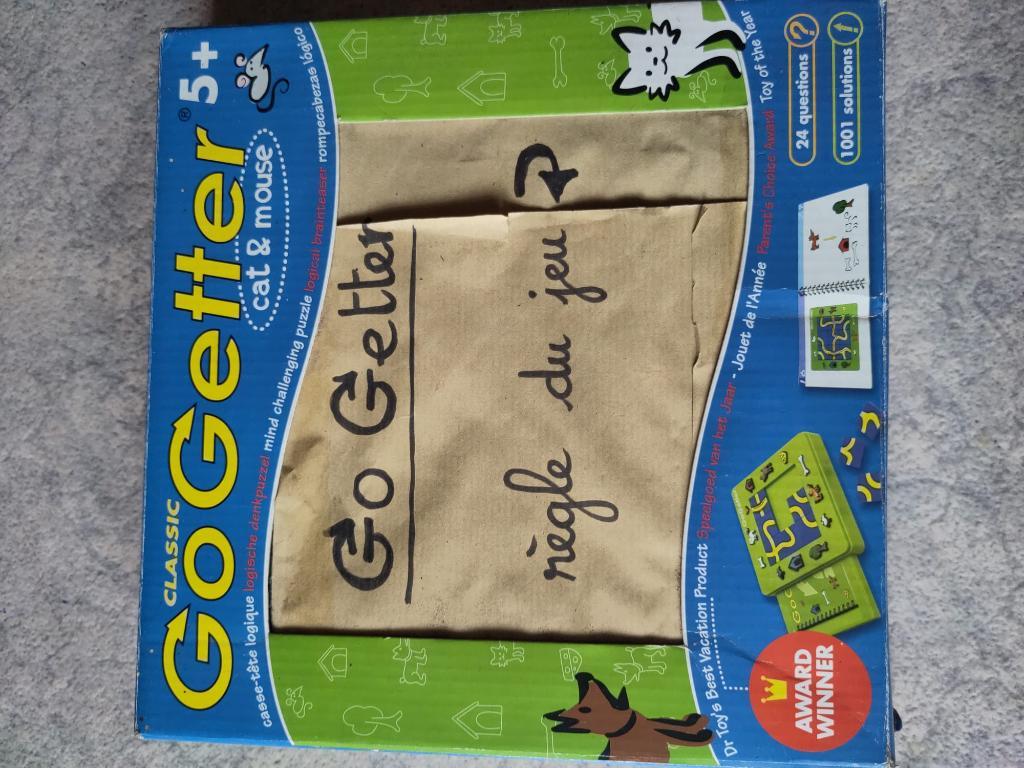 CLASSIC
GoGetter® 5+
cat & mouse
casse-tête logique logische denkpuzzel mind challenging puzzle logical brainteaser rompecabezas lógico
Go Getter
règle du jeu
Dr Toy's Best Vacation Product Speelgoed van het Jaar - Jouet de l'Année Parent's Choice Award Toy of the Year
24 questions ?
1001 solutions !
AWARD
WINNER